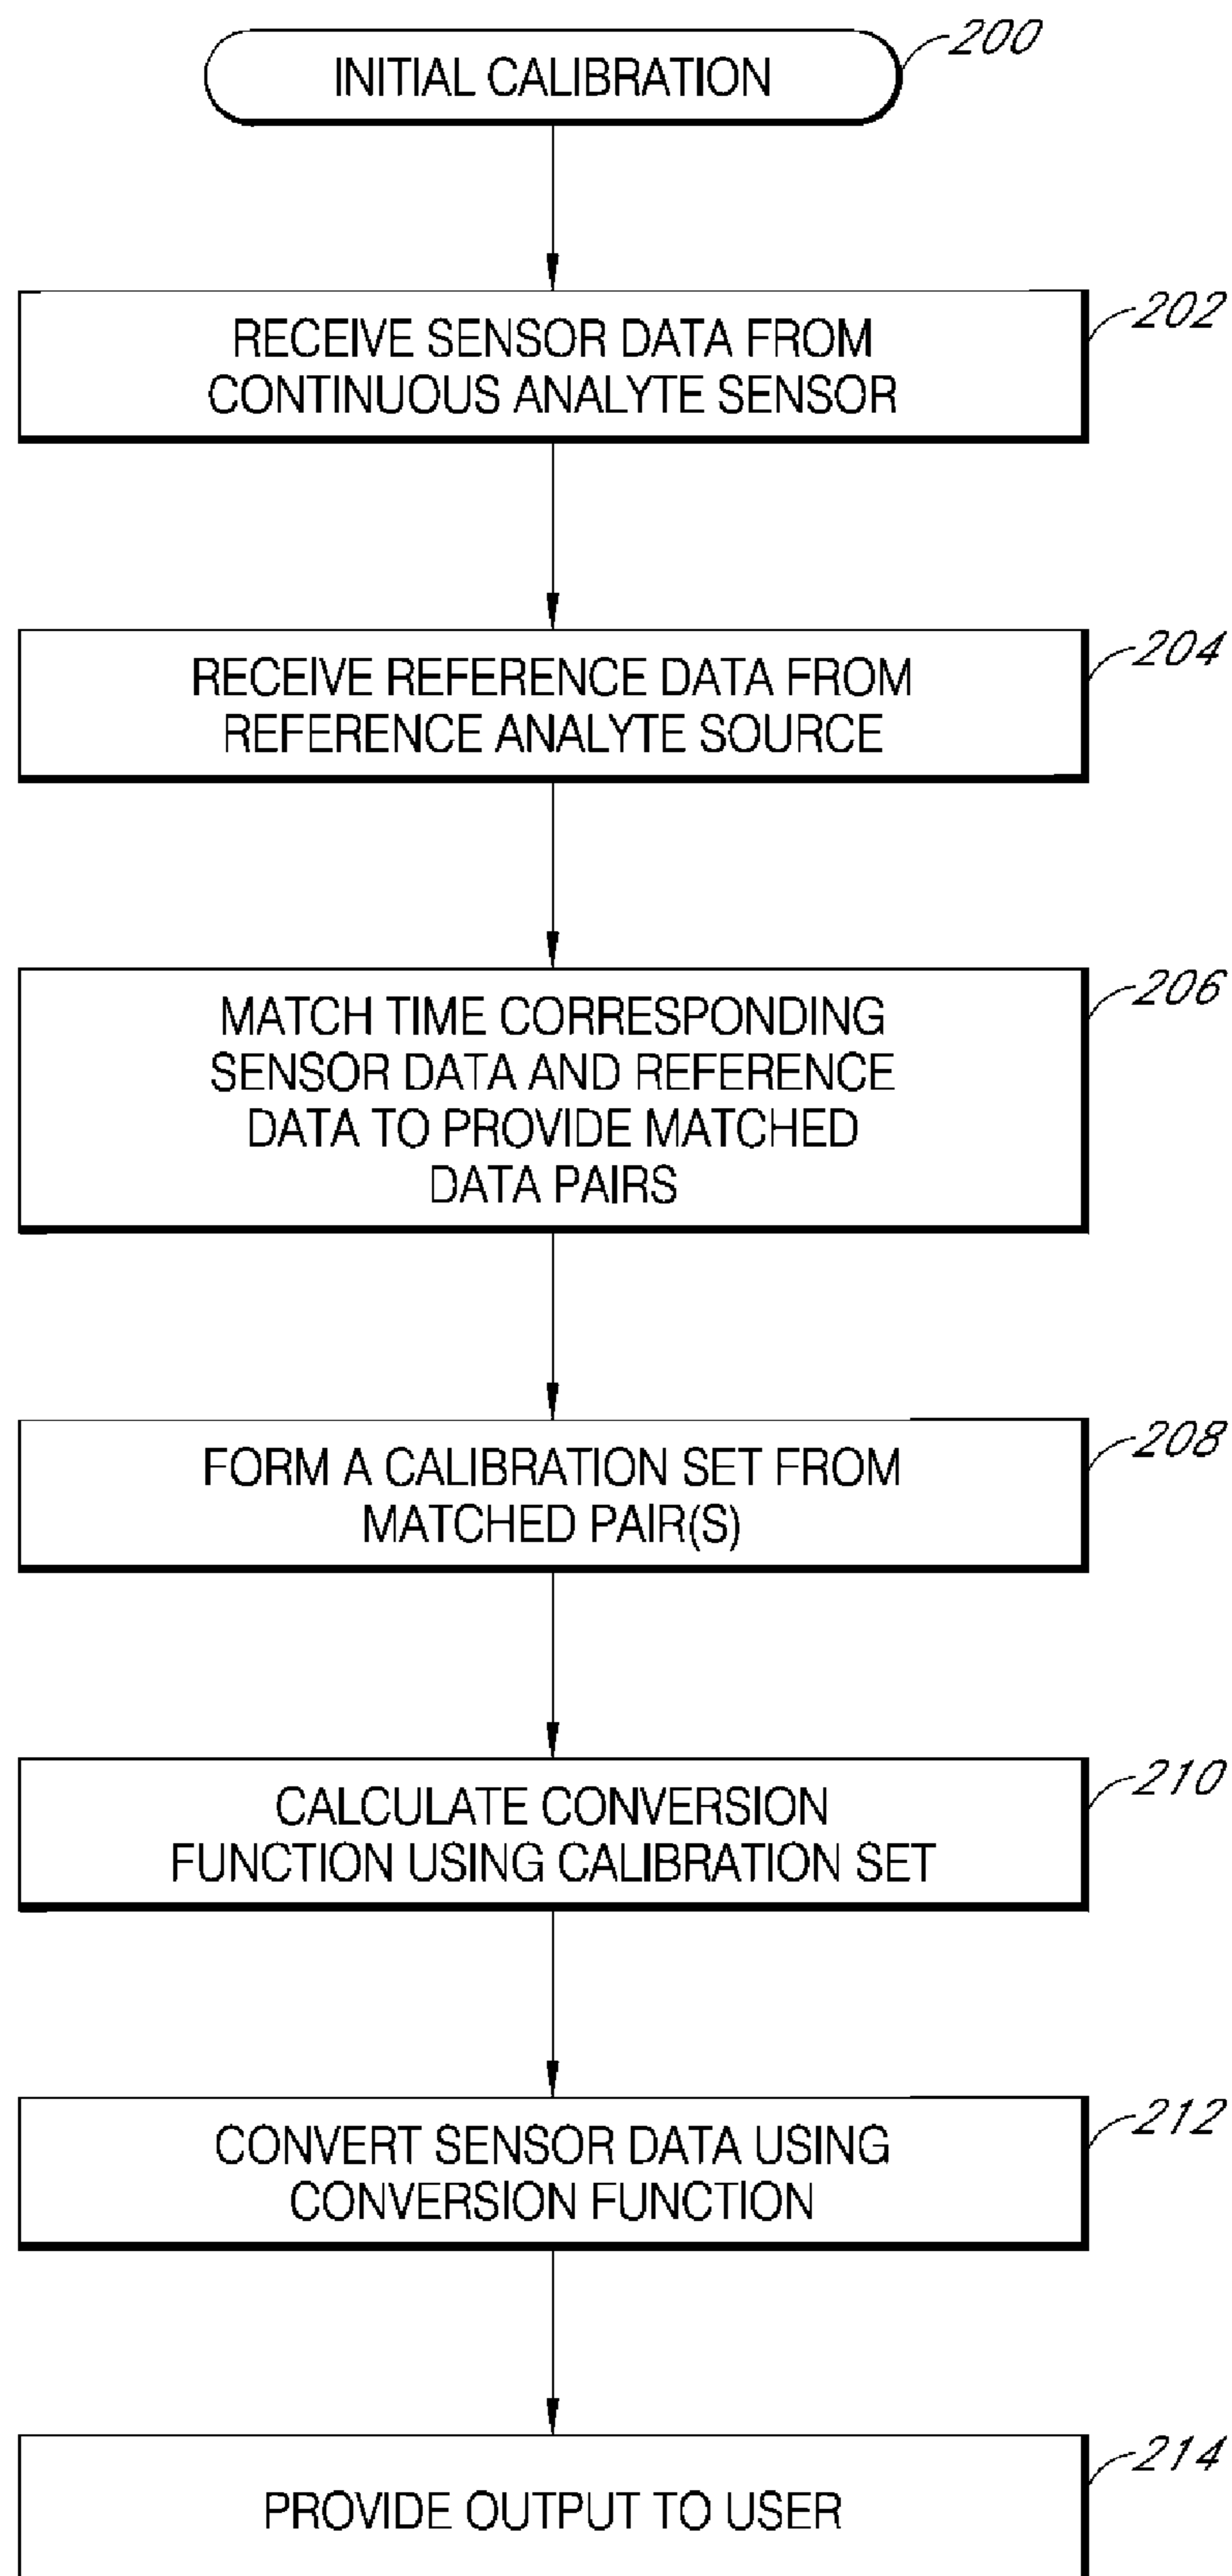 200
INITIAL CALIBRATION
202
RECEIVE SENSOR DATA FROM
CONTINUOUS ANALYTE SENSOR
204
RECEIVE REFERENCE DATA FROM
REFERENCE ANALYTE SOURCE
206
MATCH TIME CORRESPONDING
SENSOR DATA AND REFERENCE
DATA TO PROVIDE MATCHED
DATA PAIRS
208
FORM A CALIBRATION SET FROM
MATCHED PAIR(S)
210
CALCULATE CONVERSION
FUNCTION USING CALIBRATION SET
212
CONVERT SENSOR DATA USING
CONVERSION FUNCTION
214
PROVIDE OUTPUT TO USER